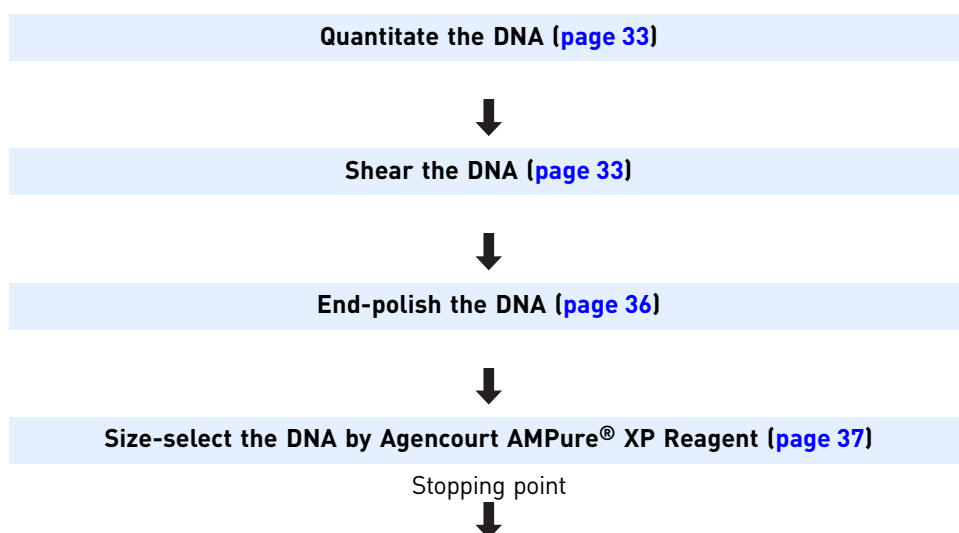 Quantitate the DNA (page 33)
Shear the DNA (page 33)
End-polish the DNA (page 36)
Size-select the DNA by Agencourt AMPure® XP Reagent (page 37)
Stopping point